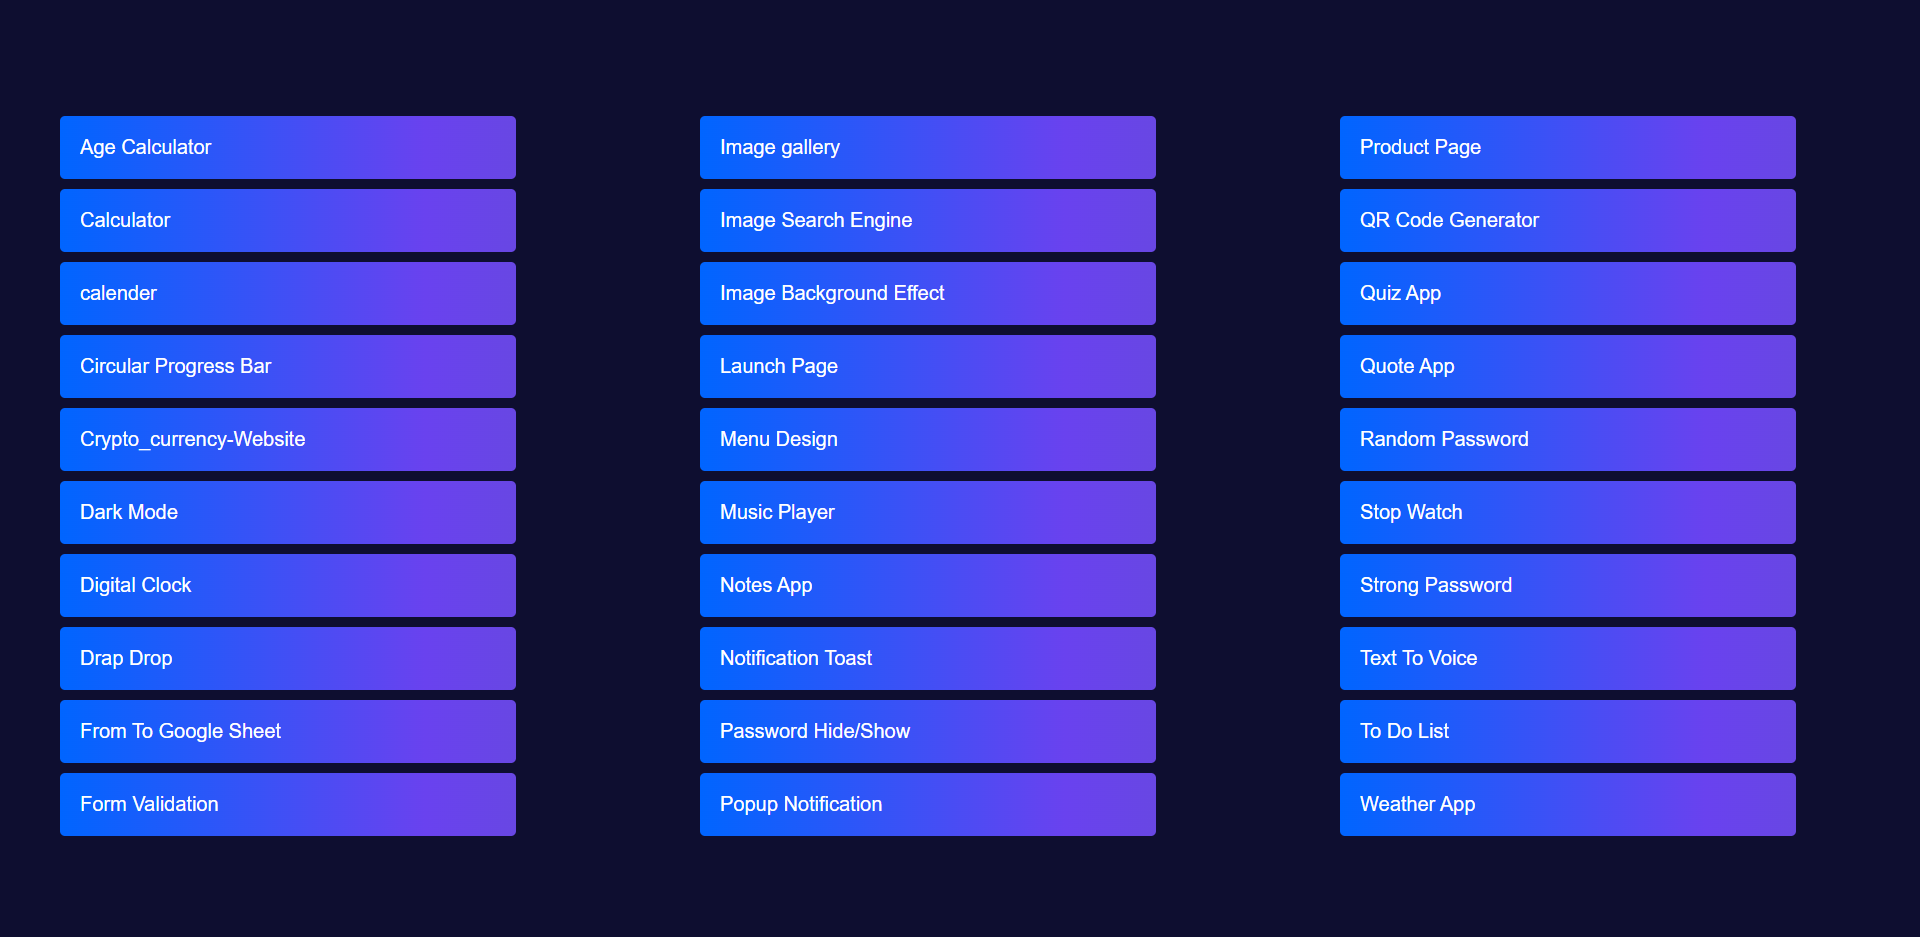 Age Calculator
Calculator
calender
Circular Progress Bar
Crypto_currency-Website
Dark Mode
Digital Clock
Drap Drop
From To Google Sheet
Form Validation
Image gallery
Image Search Engine
Image Background Effect
Launch Page
Menu Design
Music Player
Notes App
Notification Toast
Password Hide/Show
Popup Notification
Product Page
QR Code Generator
Quiz App
Quote App
Random Password
Stop Watch
Strong Password
Text To Voice
To Do List
Weather App